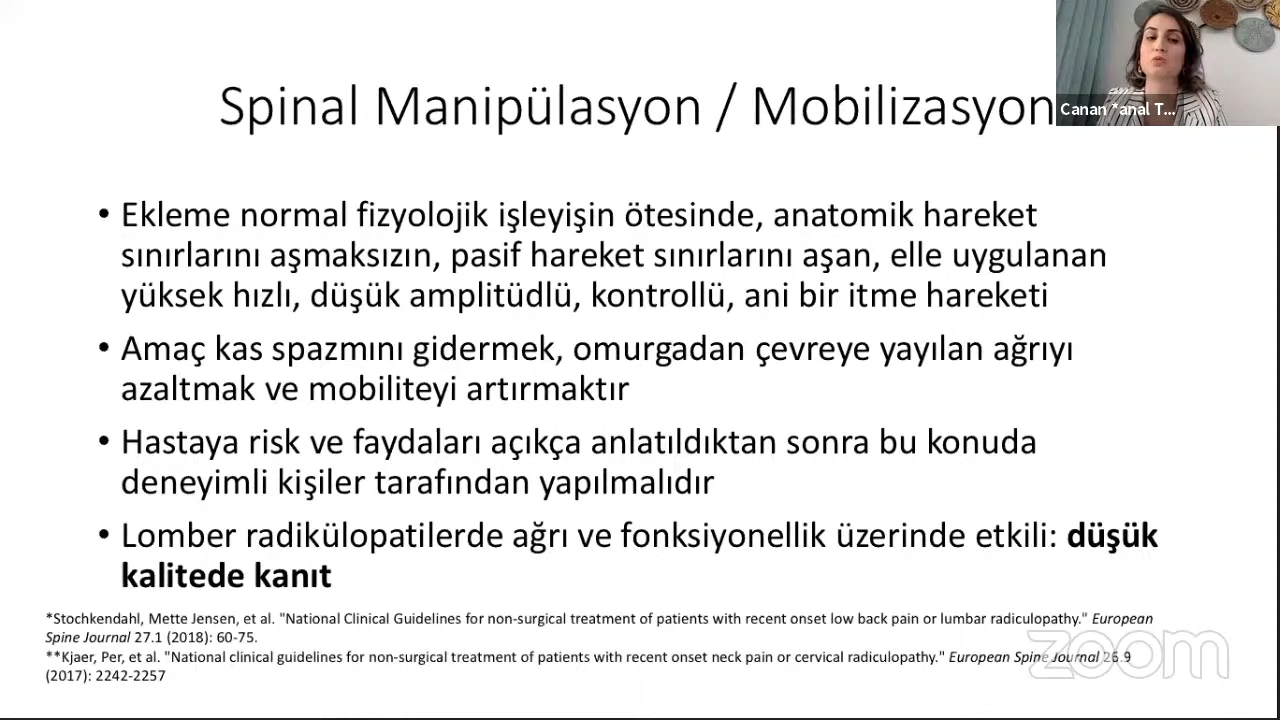 Spinal Manipülasyon / Mobilizasyon
Canan *anal T...
• Ekleme normal fizyolojik işleyişin ötesinde, anatomik hareket
sınırlarını aşmaksızın, pasif hareket sınırlarını aşan, elle uygulanan
yüksek hızlı, düşük amplitüdlü, kontrollü, ani bir itme hareketi
• Amaç kas spazmını gidermek, omurgadan çevreye yayılan ağrıyı
azaltmak ve mobiliteyi artırmaktır
• Hastaya risk ve faydaları açıkça anlatıldıktan sonra bu konuda
deneyimli kişiler tarafından yapılmalıdır
• Lomber radikülopatilerde ağrı ve fonksiyonellik üzerinde etkili: düşük
kalitede kanıt
*Stochkendahl, Mette Jensen, et al. "National Clinical Guidelines for non-surgical treatment of patients with recent onset low back pain or lumbar radiculopathy." European
Spine Journal 27.1 (2018): 60-75.
**Kjaer, Per, et al. "National clinical guidelines for non-surgical treatment of patients with recent onset neck pain or cervical radiculopathy." European Spine Journal 26.9
(2017): 2242-2257
zoom